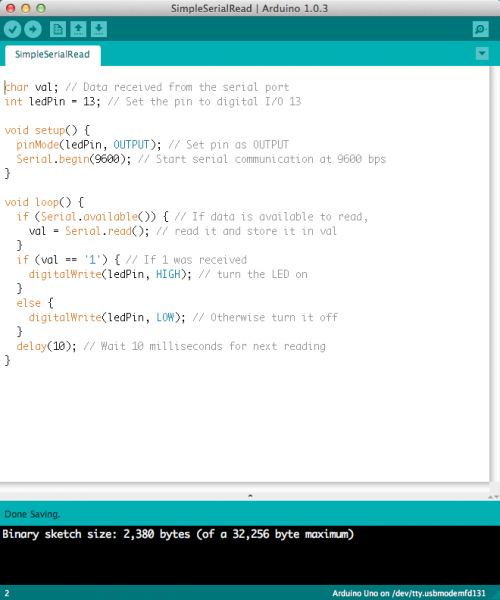 SimpleSerialRead | Arduino 1.0.3
SimpleSerialRead
char val; // Data received from the serial port
int ledPin = 13; // Set the pin to digital I/O 13
void setup() {
  pinMode(ledPin, OUTPUT); // Set pin as OUTPUT
  Serial.begin(9600); // Start serial communication at 9600 bps
}
void loop() {
  if (Serial.available()) { // If data is available to read,
    val = Serial.read(); // read it and store it in val
  }
  if (val == '1') { // If 1 was received
    digitalWrite(ledPin, HIGH); // turn the LED on
  }
  else {
    digitalWrite(ledPin, LOW); // Otherwise turn it off
  }
  delay(10); // Wait 10 milliseconds for next reading
}
Done Saving.
Binary sketch size: 2,380 bytes (of a 32,256 byte maximum)
2 Arduino Uno on /dev/tty.usbmodemfd131